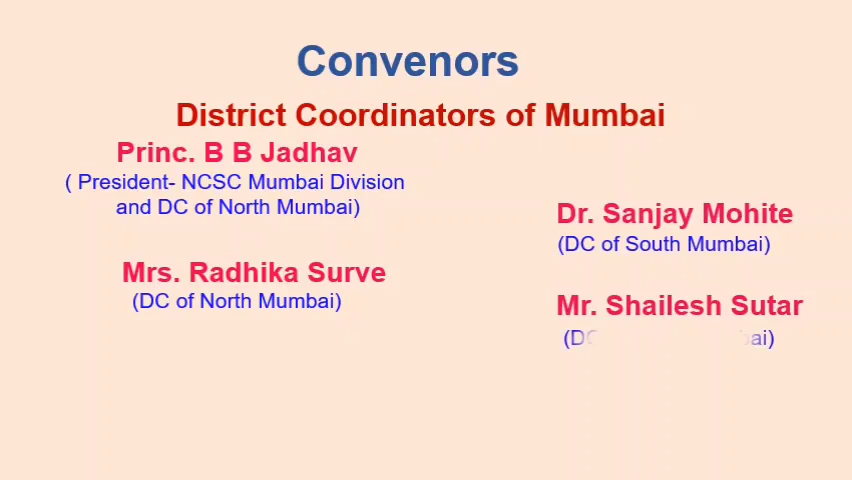 Convenors
District Coordinators of Mumbai
Princ. B B Jadhav
( President- NCSC Mumbai Division
and DC of North Mumbai)
Mrs. Radhika Surve
(DC of North Mumbai)
Dr. Sanjay Mohite
(DC of South Mumbai)
Mr. Shailesh Sutar
(DC